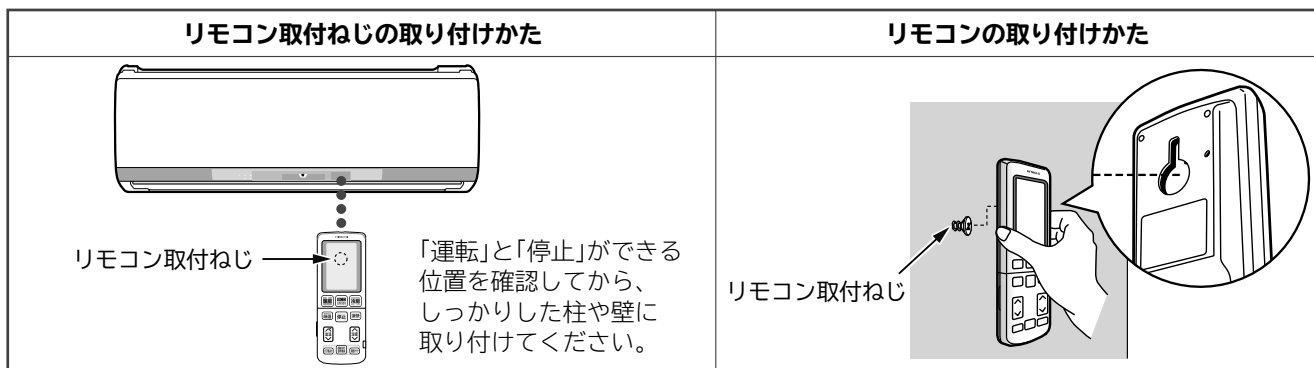 リモコン取付ねじの取り付けかた
リモコンの取り付けかた
リモコン取付ねじ
「運転」と「停止」ができる
位置を確認してから、
しっかりした柱や壁に
取り付けてください。
リモコン取付ねじ
停止